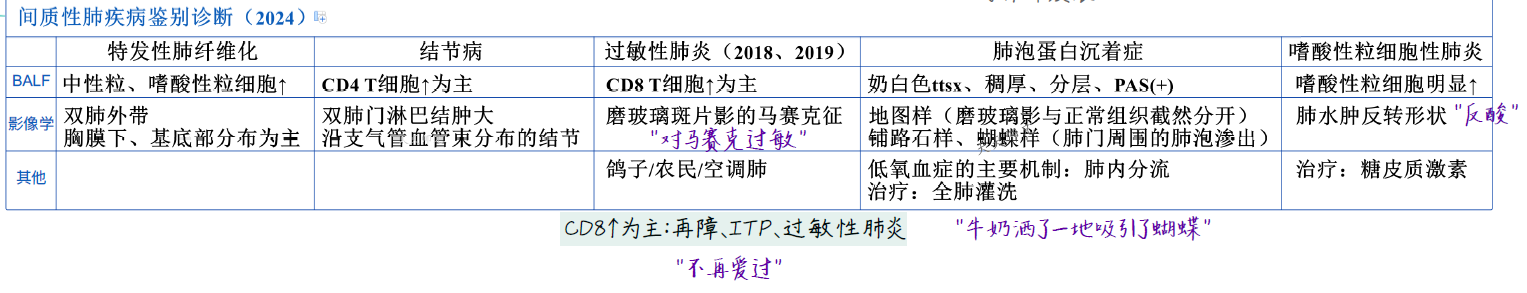 间质性肺疾病鉴别诊断（2024）
特发性肺纤维化 结节病 过敏性肺炎（2018、2019） 肺泡蛋白沉着症 嗜酸性粒细胞性肺炎
BALF 中性粒、嗜酸性粒细胞↑ CD4 T细胞↑为主 CD8 T细胞↑为主 奶白色ttsx、稠厚、分层、PAS(+) 嗜酸性粒细胞明显↑
影像学 双肺外带 双肺门淋巴结肿大 磨玻璃斑片影的马赛克征 地图样（磨玻璃影与正常组织截然分开） 肺水肿反转形状 "反酸"
胸膜下、基底部分布为主 沿支气管血管束分布的结节 "对马赛克过敏" 铺路石样、蝴蝶样（肺门周围的肺泡渗出）
其他 鸽子/农民/空调肺 低氧血症的主要机制：肺内分流 治疗：糖皮质激素
治疗：全肺灌洗
CD8↑为主:再障、ITP、过敏性肺炎 "牛奶洒了一地吸引了蝴蝶"
"不再爱过"